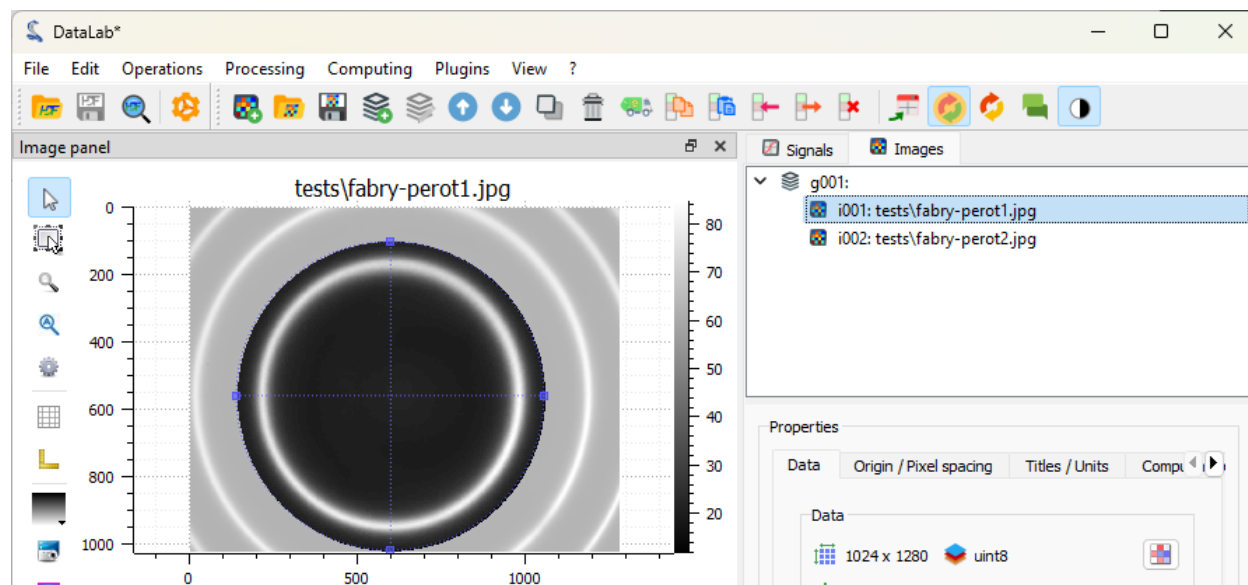 DataLab*
File Edit Operations Processing Computing Plugins View ?
HDF HDF
Image panel
Signals Images
tests\fabry-perot1.jpg
g001:
i001: tests\fabry-perot1.jpg
i002: tests\fabry-perot2.jpg
0
200
400
600
800
1000
0 500 1000
80
70
60
50
40
30
20
Properties
Data Origin / Pixel spacing Titles / Units
Data
1024 x 1280 uint8